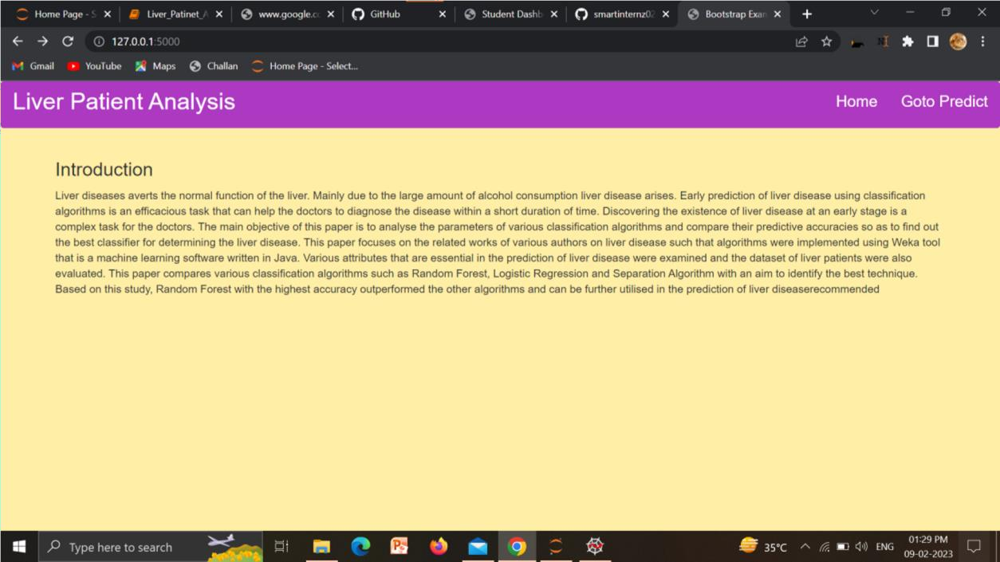 Home Page - S
Liver_Patinet_A
www.google.cc
GitHub
Student Dashb
smartinternz02
Bootstrap Exan
127.0.0.1:5000
Gmail
YouTube
Maps
Challan
Home Page - Select...
Liver Patient Analysis
Home
Goto Predict
Introduction
Liver diseases averts the normal function of the liver. Mainly due to the large amount of alcohol consumption liver disease arises. Early prediction of liver disease using classification
algorithms is an efficacious task that can help the doctors to diagnose the disease within a short duration of time. Discovering the existence of liver disease at an early stage is a
complex task for the doctors. The main objective of this paper is to analyse the parameters of various classification algorithms and compare their predictive accuracies so as to find out
the best classifier for determining the liver disease. This paper focuses on the related works of various authors on liver disease such that algorithms were implemented using Weka tool
that is a machine learning software written in Java. Various attributes that are essential in the prediction of liver disease were examined and the dataset of liver patients were also
evaluated. This paper compares various classification algorithms such as Random Forest, Logistic Regression and Separation Algorithm with an aim to identify the best technique.
Based on this study, Random Forest with the highest accuracy outperformed the other algorithms and can be further utilised in the prediction of liver diseaserecommended
Type here to search
35°C
ENG
01:29 PM
09-02-2023